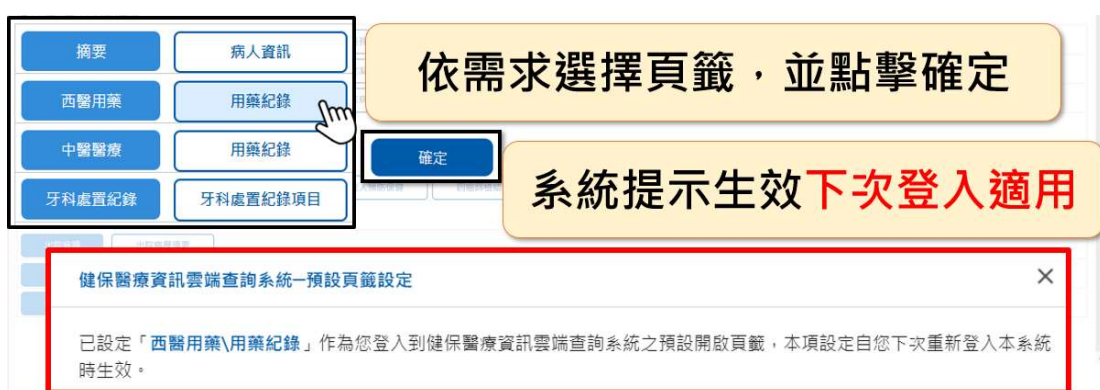 摘要 病人資訊
依需求選擇頁籤，並點擊確定
西醫用藥 用藥紀錄
中醫醫療 用藥紀錄
確定
牙科處置紀錄 牙科處置紀錄項目
系統提示生效下次登入適用
健保醫療資訊雲端查詢系統─預設頁籤設定
已設定「西醫用藥\用藥紀錄」作為您登入到健保醫療資訊雲端查詢系統之預設開啟頁籤，本項設定自您下次重新登入本系統
時生效。